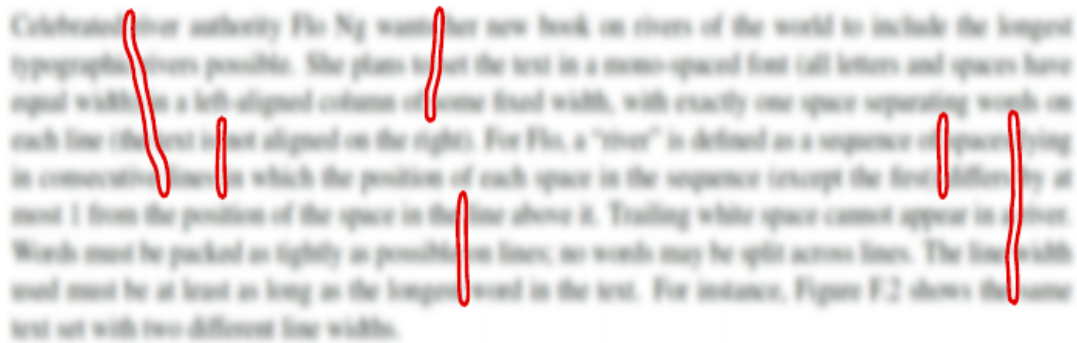 Celebrated river authority Flo Ng wants her new book on rivers of the world to include the longest
typographic rivers possible. She plans to set the text in a mono-spaced font (all letters and spaces have
equal width) in a left-aligned column of some fixed width, with exactly one space separating words on
each line (the text is not aligned on the right). For Flo, a “river” is defined as a sequence of spaces lying
in consecutive lines in which the position of each space in the sequence (except the first) differs by at
most 1 from the position of the space in the line above it. Trailing white space cannot appear in a river.
Words must be packed as tightly as possible on lines; no words may be split across lines. The line width
used must be at least as long as the longest word in the text. For instance, Figure F.2 shows the same
text set with two different line widths.